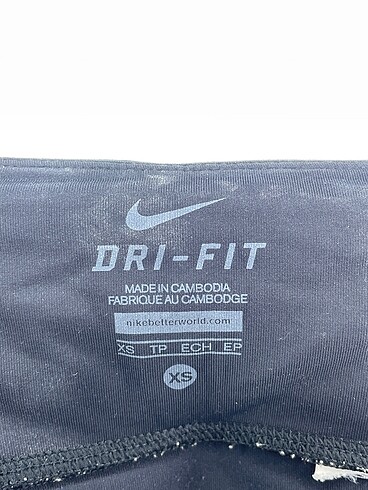 DRI-FIT
MADE IN CAMBODIA
FABRIQUE AU CAMBODGE
nikebetterworld.com
XS TP ECH EP
XS